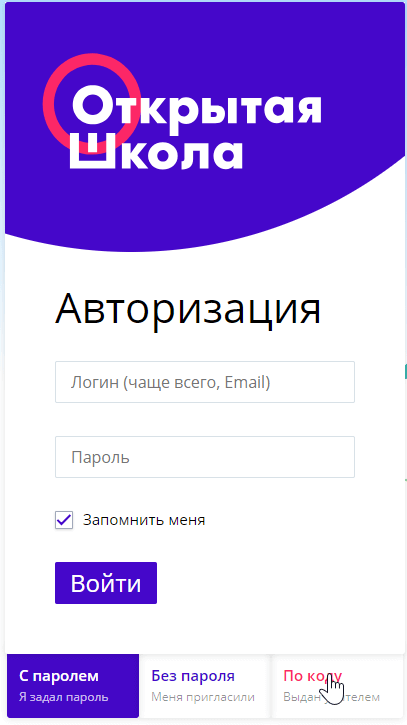 Открытая
Школа
Авторизация
Логин (чаще всего, Email)
Пароль
Запомнить меня
Войти
С паролем
Я задал пароль
Без пароля
Меня пригласили
По коду
Выдан